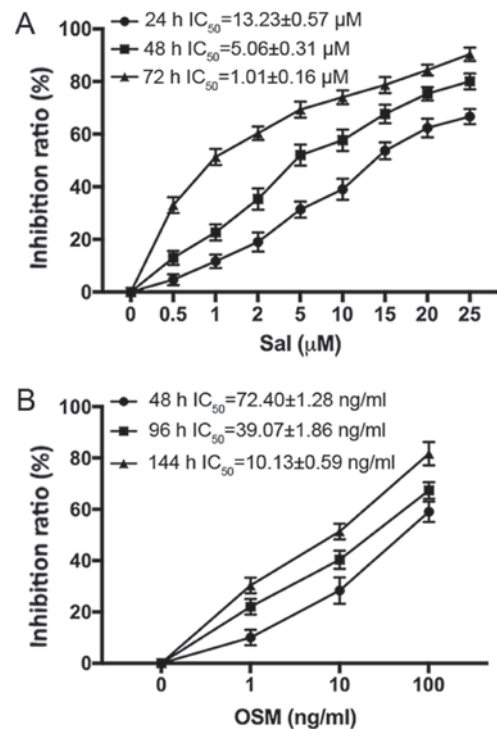 A
24 h IC50=13.23±0.57 μM
48 h IC50=5.06±0.31 μM
72 h IC50=1.01±0.16 μM
Inhibition ratio (%)
100
80
60
40
20
0
0 0.5 1 2 5 10 15 20 25
Sal (μM)
B
48 h IC50=72.40±1.28 ng/ml
96 h IC50=39.07±1.86 ng/ml
144 h IC50=10.13±0.59 ng/ml
Inhibition ratio (%)
100
80
60
40
20
0
0 1 10 100
OSM (ng/ml)